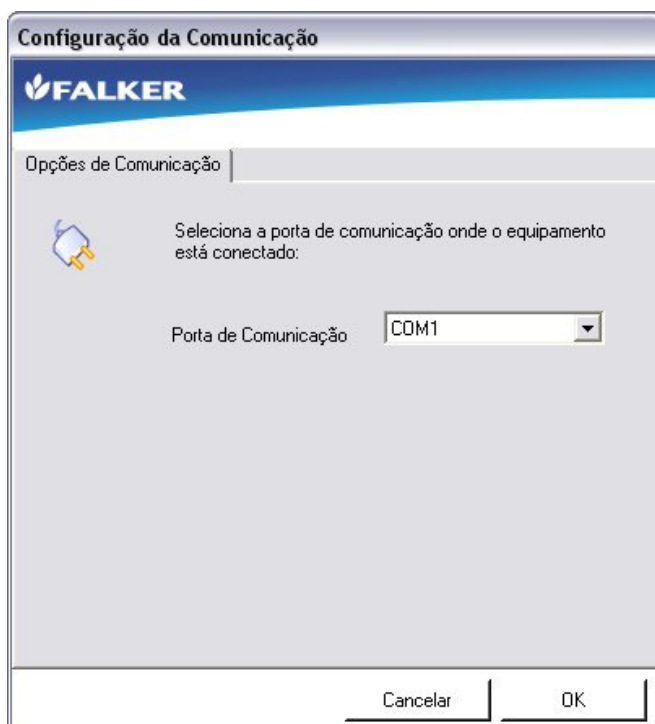 Configuração da Comunicação
FALKER
Opções de Comunicação
Seleciona a porta de comunicação onde o equipamento
está conectado:
Porta de Comunicação COM1
Cancelar OK